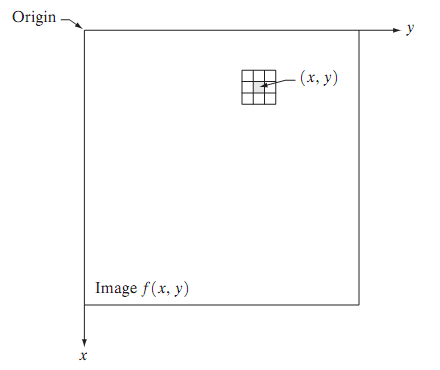 Origin
y
(x, y)
Image f(x, y)
x